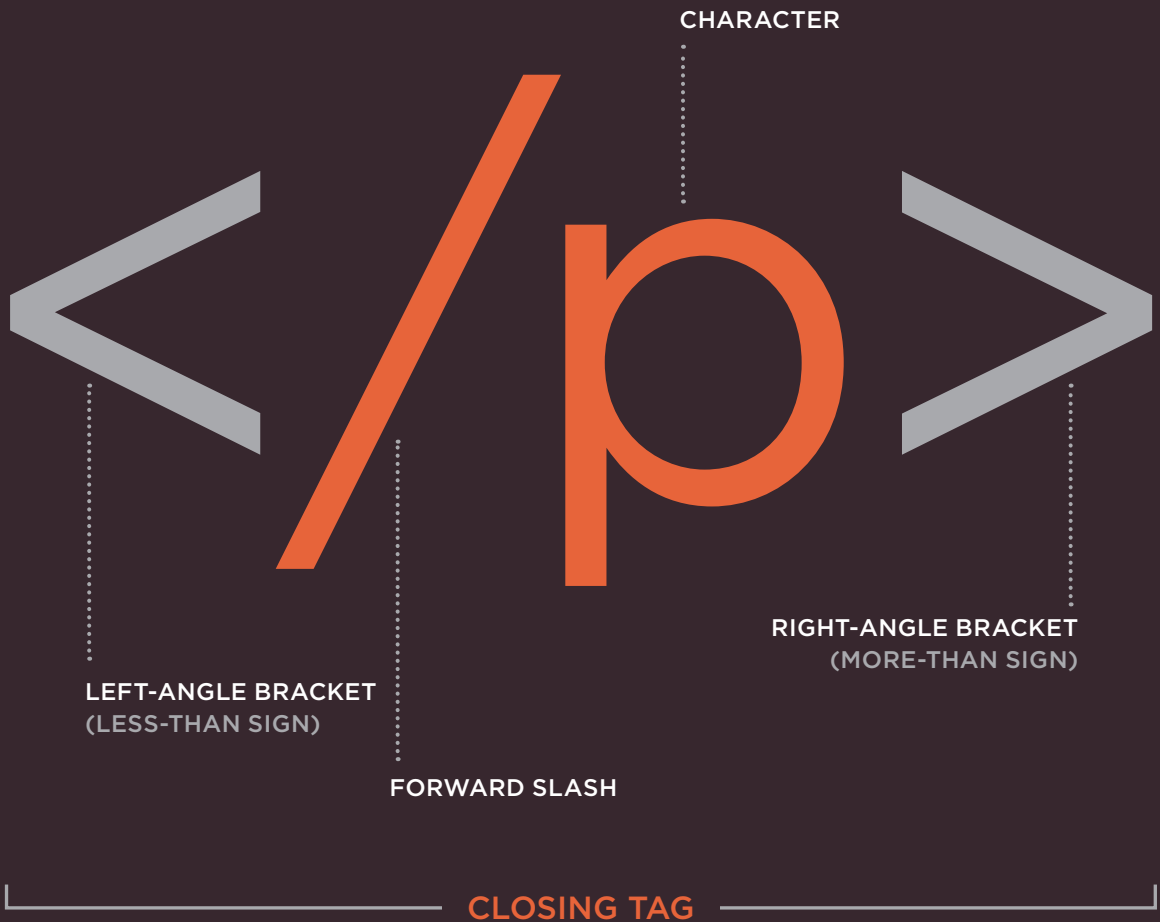 CHARACTER
</p>
RIGHT-ANGLE BRACKET
(MORE-THAN SIGN)
LEFT-ANGLE BRACKET
(LESS-THAN SIGN)
FORWARD SLASH
CLOSING TAG